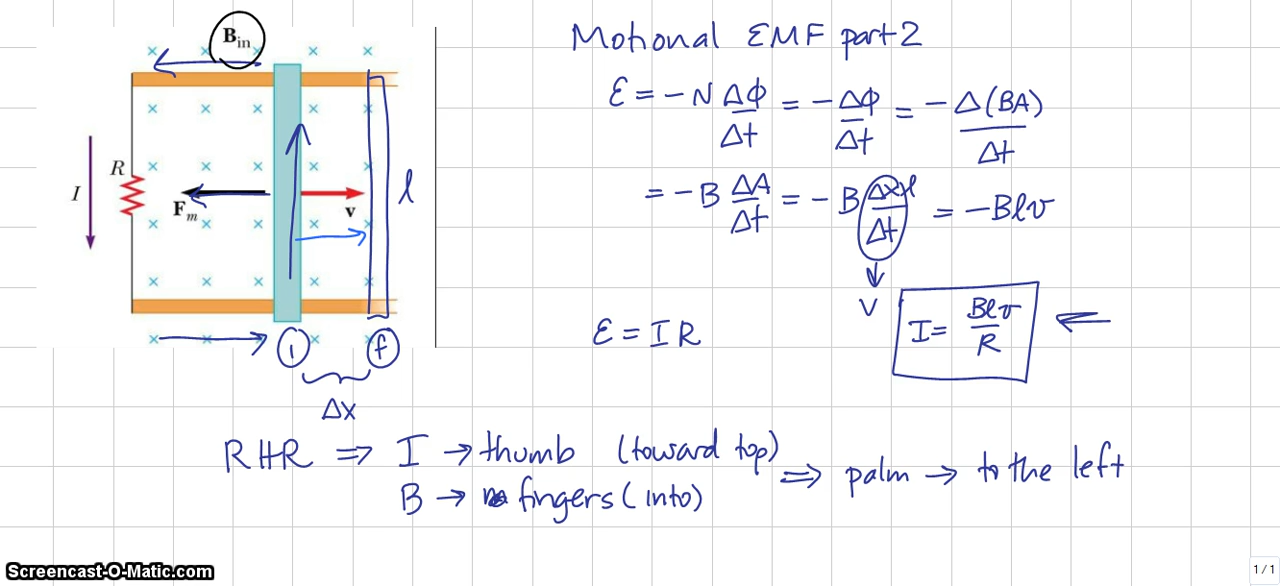 Motional EMF part 2
B_in
ε = -N Δφ/Δt = -Δφ/Δt = -Δ(BA)/Δt
= -B ΔA/Δt = -B Δxl/Δt = -Blv
v
R
I
F_m
v
l
ε = IR
I = Blv/R
i
f
Δx
RHR ⇒ I → thumb (toward top)
B → fingers (into)
⇒ palm → to the left
Screencast-O-Matic.com
1 / 1